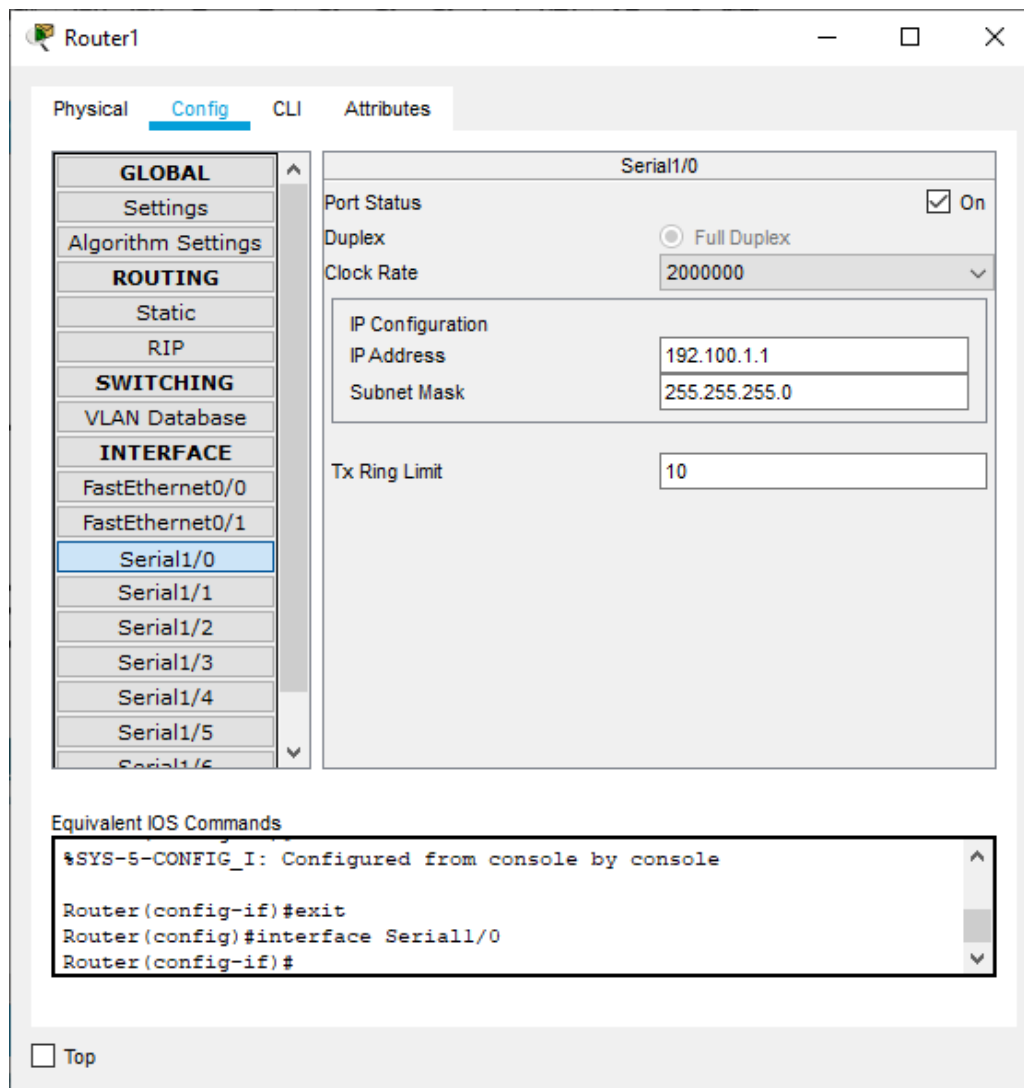 Router1
Physical Config CLI Attributes
GLOBAL
Settings
Algorithm Settings
ROUTING
Static
RIP
SWITCHING
VLAN Database
INTERFACE
FastEthernet0/0
FastEthernet0/1
Serial1/0
Serial1/1
Serial1/2
Serial1/3
Serial1/4
Serial1/5
Serial1/6
Serial1/0
Port Status On
Duplex Full Duplex
Clock Rate 2000000
IP Configuration
IP Address 192.100.1.1
Subnet Mask 255.255.255.0
Tx Ring Limit 10
Equivalent IOS Commands
%SYS-5-CONFIG_I: Configured from console by console
Router(config-if)#exit
Router(config)#interface Serial1/0
Router(config-if)#
Top